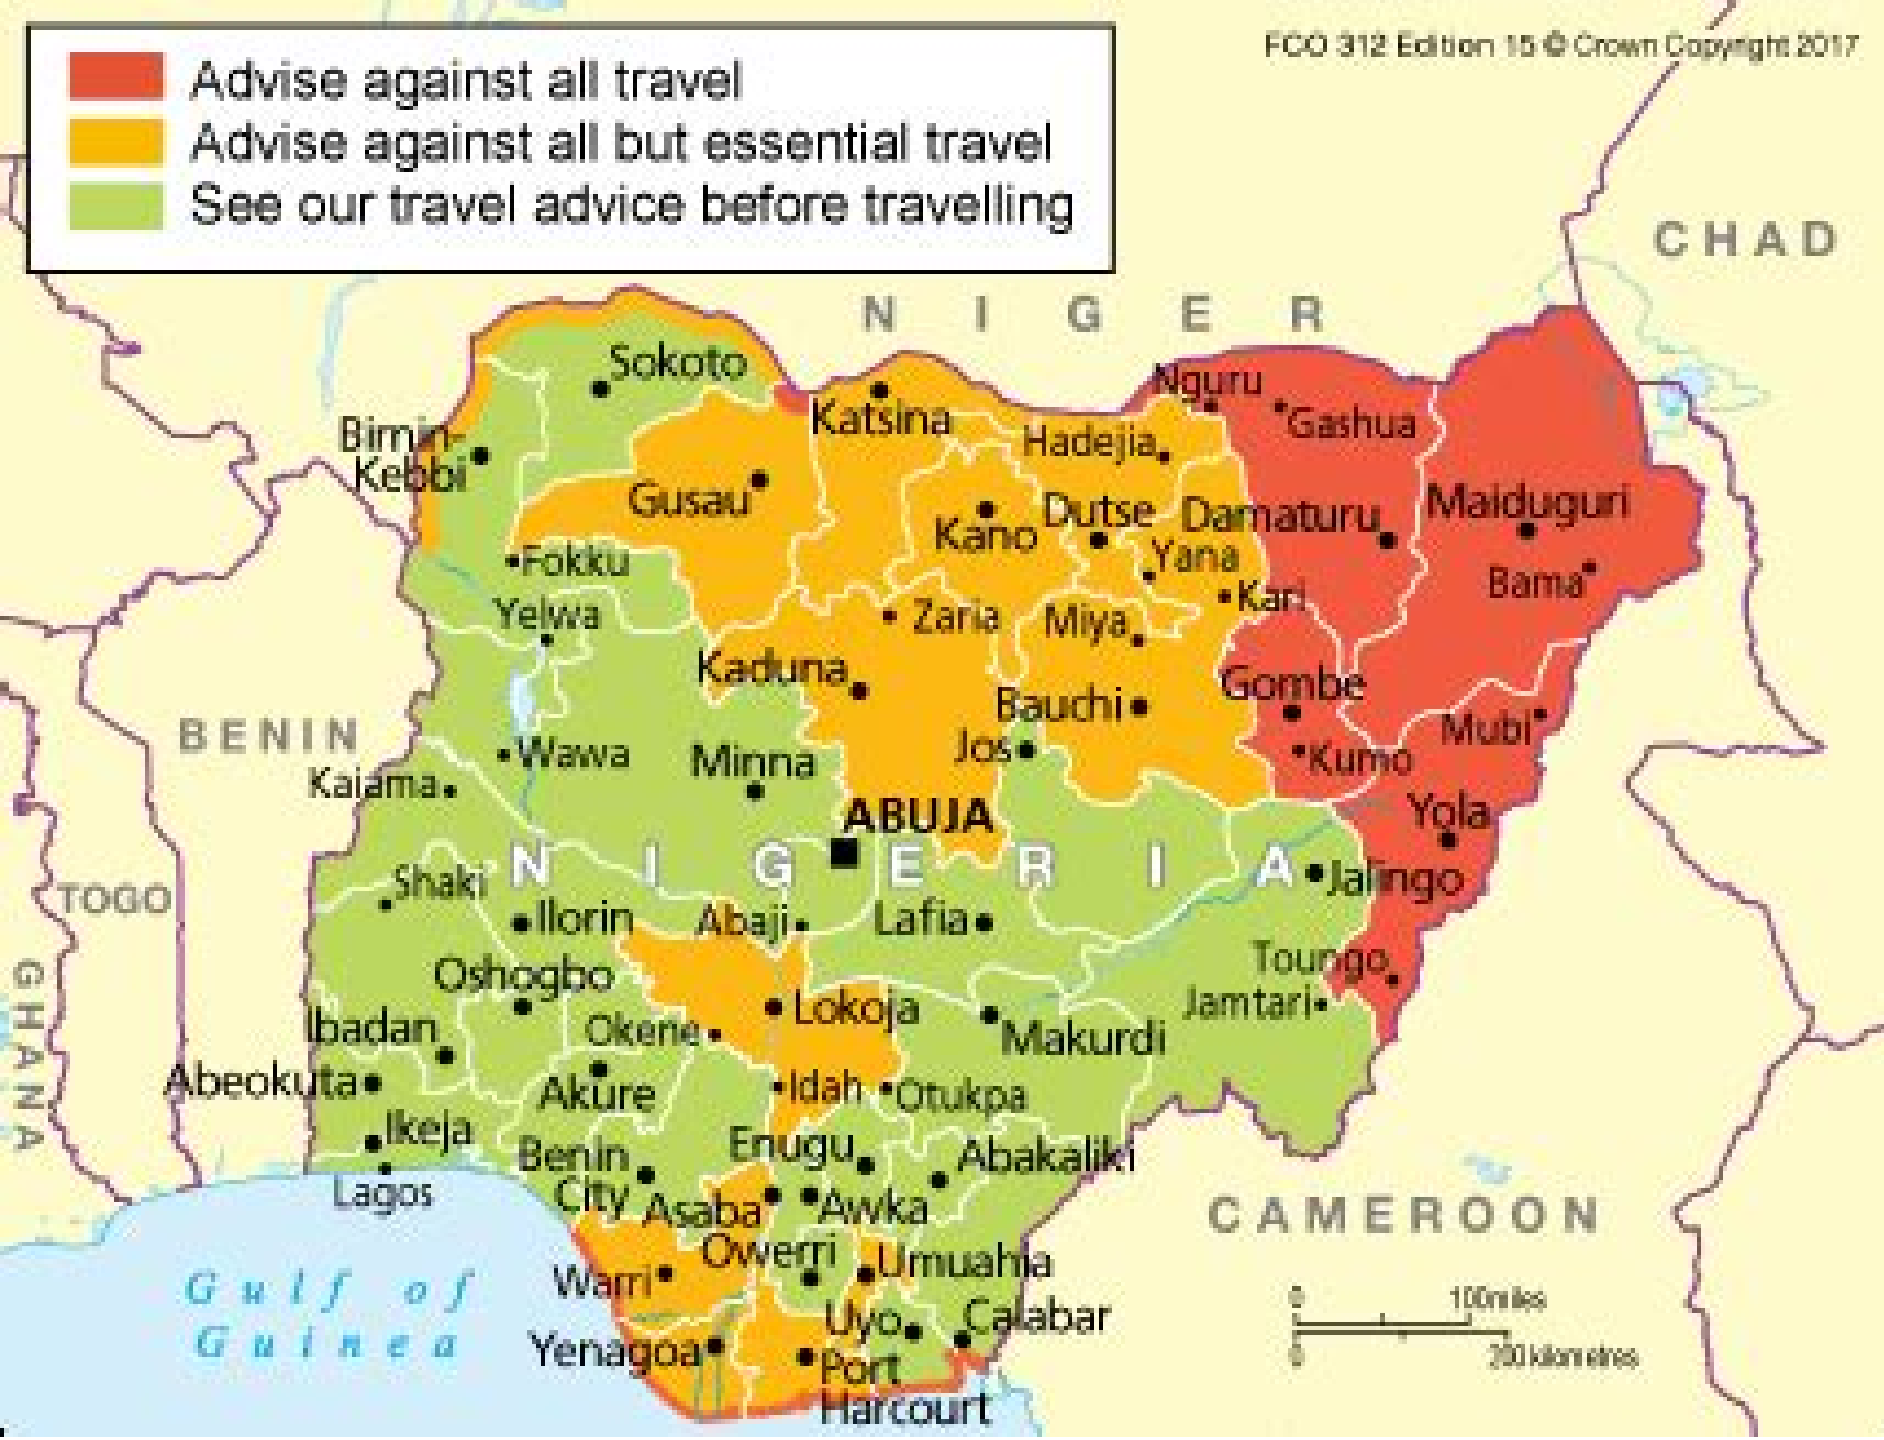 FCO 312 Edition 15 © Crown Copyright 2017
Advise against all travel
Advise against all but essential travel
See our travel advice before travelling
CHAD
NIGER
Sokoto
Nguru
Katsina
Gashua
Birnin-
Kebbi
Hadejia
Gusau
Kano
Dutse
Damaturu
Maiduguri
Fokku
Yana
Bama
Yelwa
Zaria
Miya
Kari
Kaduna
Gombe
Bauchi
Mubi
BENIN
Wawa
Minna
Jos
Kumo
Kaiama
ABUJA
Yola
NIGERIA
Shaki
Jalingo
TOGO
Ilorin
Abaji
Lafia
GHANA
Oshogbo
Toungo
Jamtari
Ibadan
Okene
Lokoja
Makurdi
Abeokuta
Akure
Idah
Otukpa
Ikeja
Benin
City
Enugu
Abakaliki
Lagos
Asaba
Awka
CAMEROON
Owerri
Umuahia
Warri
Gulf of
Guinea
Uyo
Calabar
Yenagoa
Port
Harcourt
0 100miles
0 200kilometres